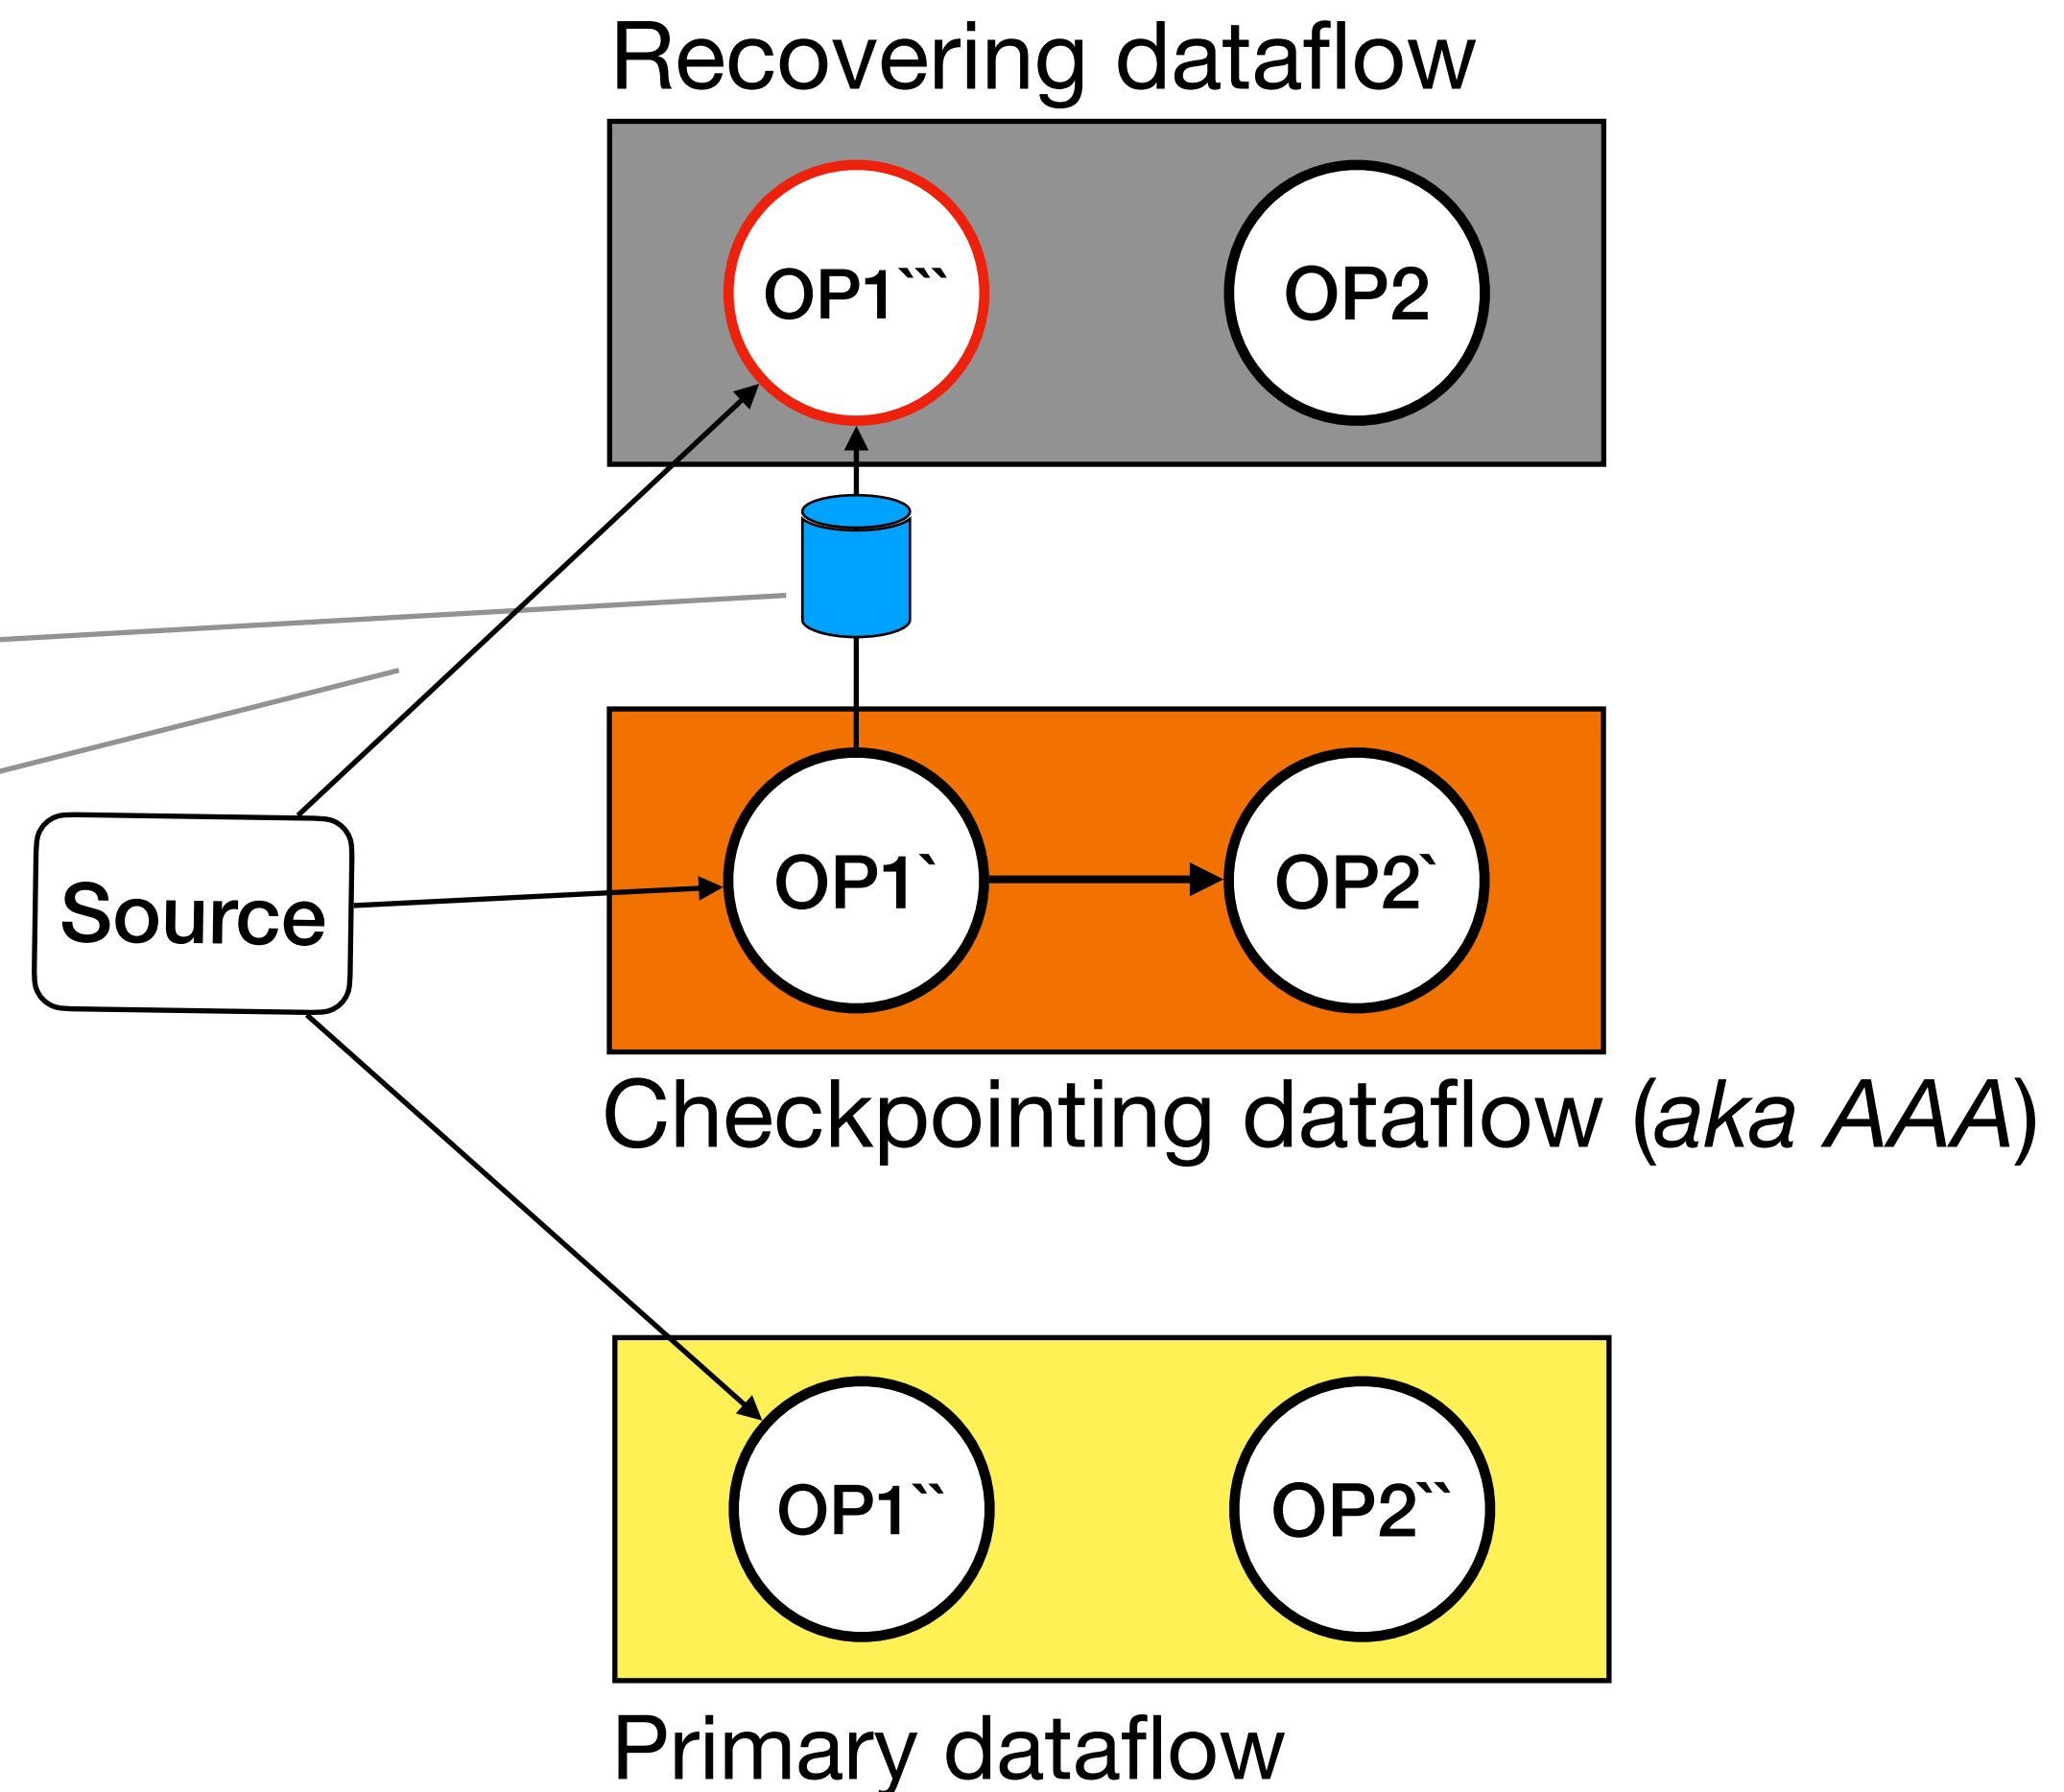 Recovering dataflow
OP1```
OP2
Source
OP1`
OP2`
Checkpointing dataflow (aka AAA)
OP1``
OP2``
Primary dataflow